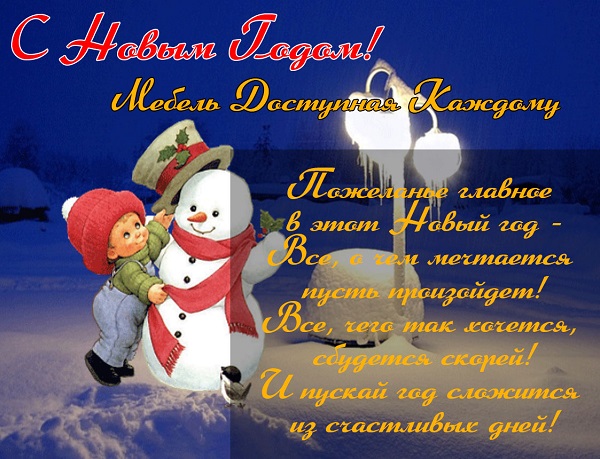 С Новым Годом!
Мебель Доступная Каждому
Пожеланье главное
в этот Новый год -
Все, о чем мечтается
пусть произойдет!
Все, чего так хочется,
сбудется скорей!
И пускай год сложится
из счастливых дней!